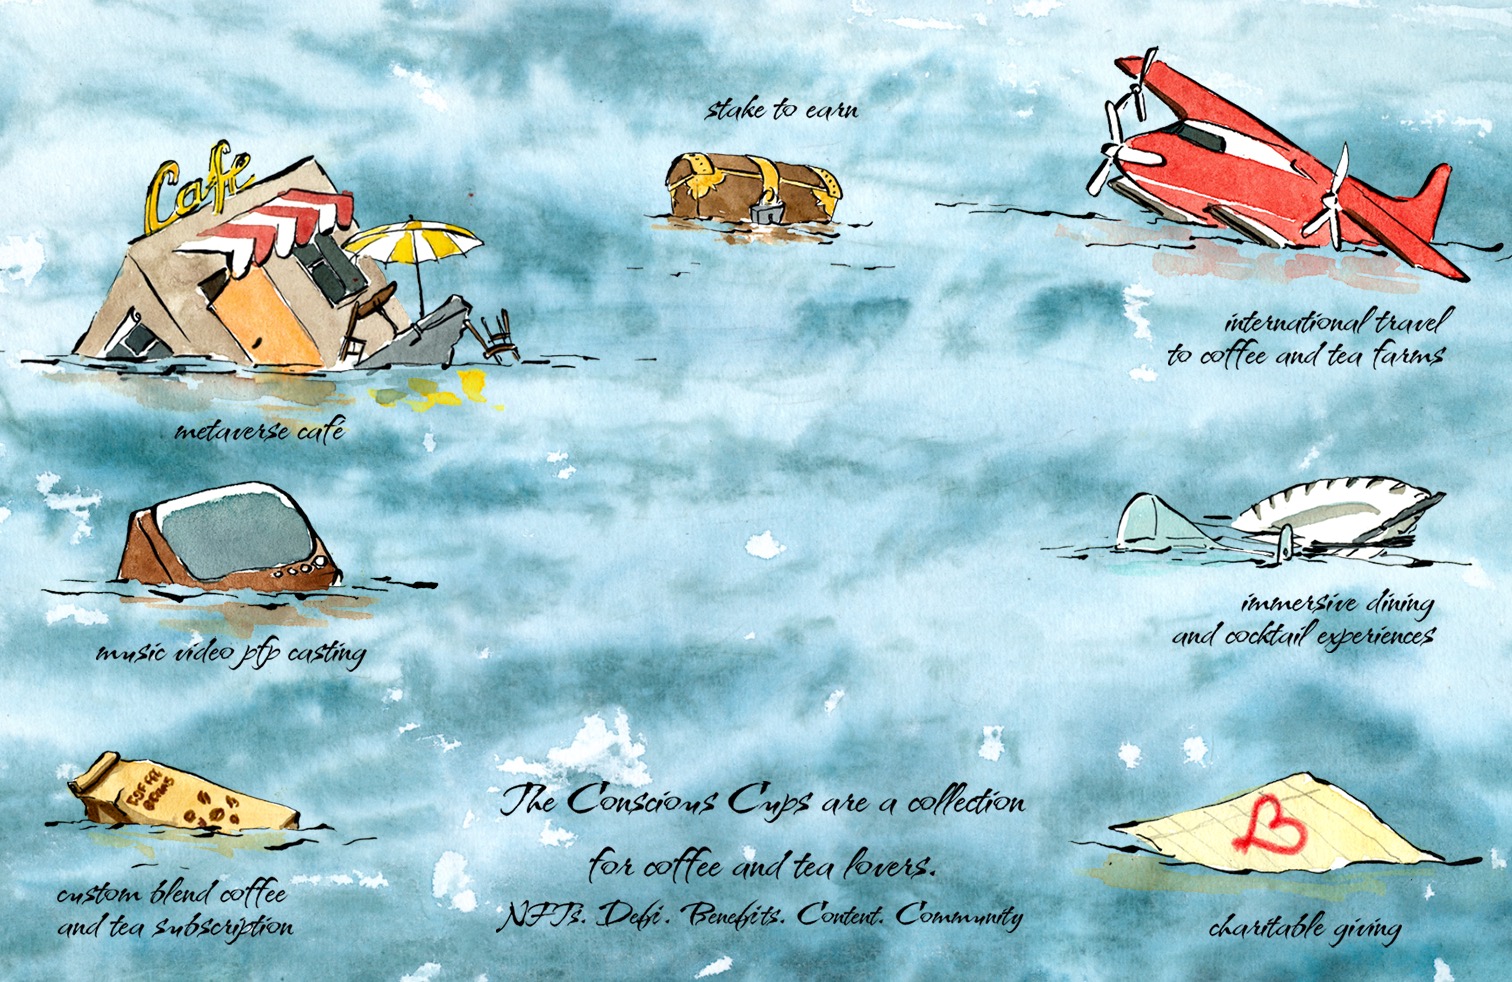 stake to earn
Cafe
international travel
to coffee and tea farms
metaverse café
music video pfp casting
immersive dining
and cocktail experiences
COFFEE
BEANS
custom blend coffee
and tea subscription
The Conscious Cups are a collection
for coffee and tea lovers.
NFTs. Defi. Benefits. Content. Community
charitable giving